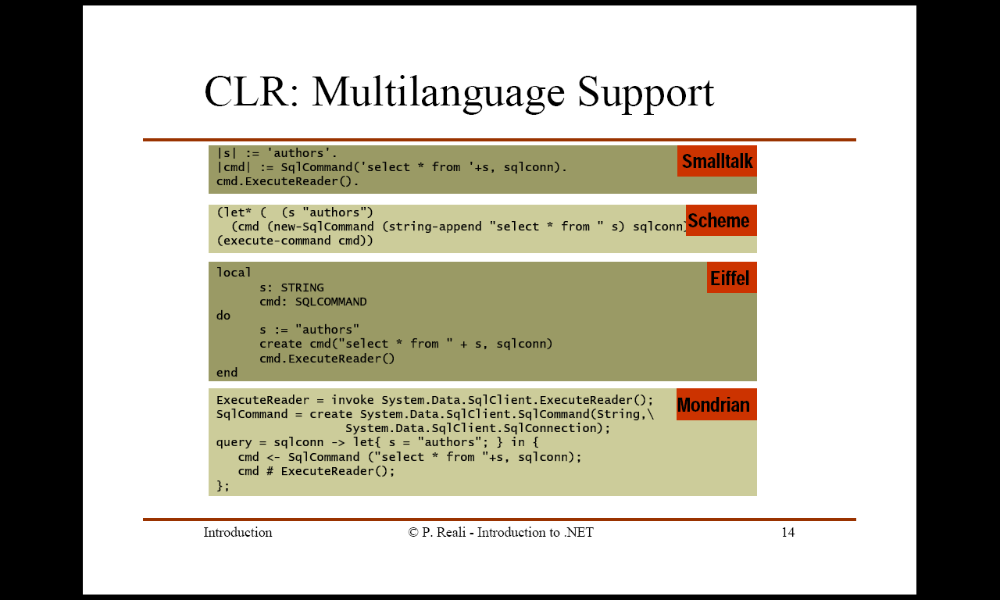 CLR: Multilanguage Support
|s| := 'authors'.
|cmd| := SqlCommand('select * from '+s, sqlconn).
cmd.ExecuteReader().
Smalltalk
(let* (  (s "authors")
  (cmd (new-SqlCommand (string-append "select * from " s) sqlconn)
(execute-command cmd))
Scheme
local
      s: STRING
      cmd: SQLCOMMAND
do
      s := "authors"
      create cmd("select * from " + s, sqlconn)
      cmd.ExecuteReader()
end
Eiffel
ExecuteReader = invoke System.Data.SqlClient.ExecuteReader();
SqlCommand = create System.Data.SqlClient.SqlCommand(String,\
                  System.Data.SqlClient.SqlConnection);
query = sqlconn -> let{ s = "authors"; } in {
   cmd <- SqlCommand ("select * from "+s, sqlconn);
   cmd # ExecuteReader();
};
Mondrian
Introduction
© P. Reali - Introduction to .NET
14